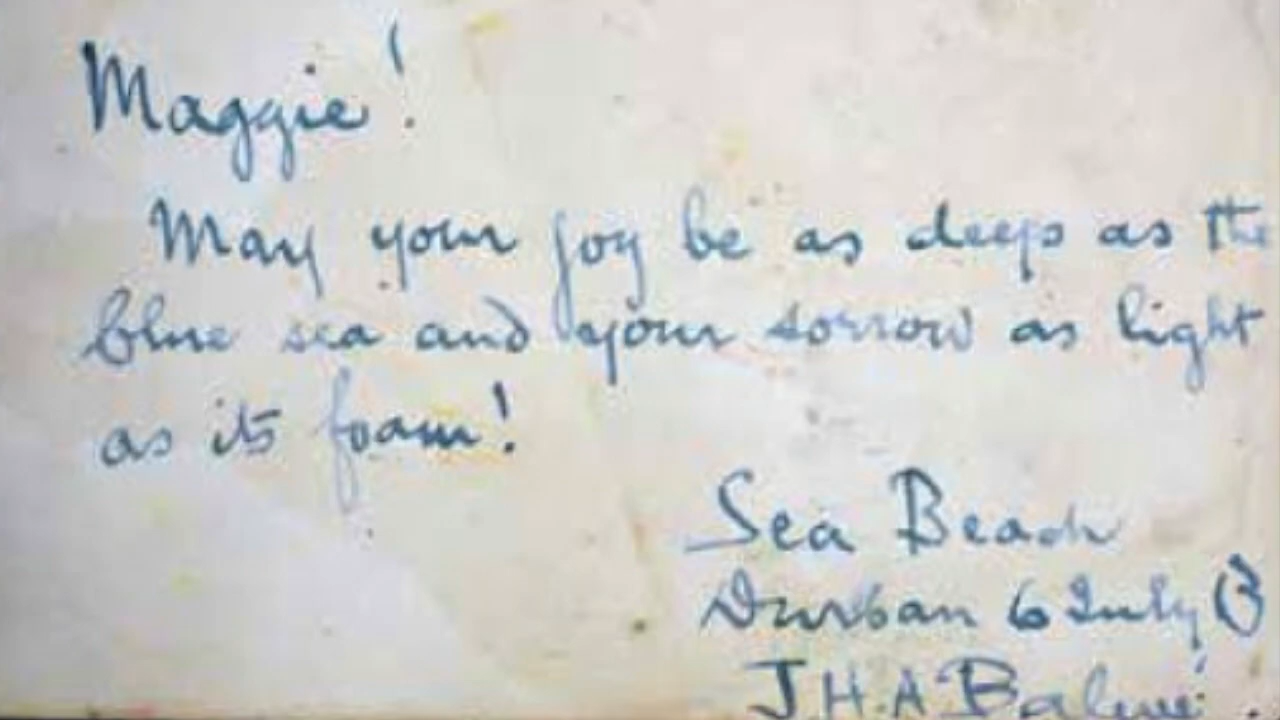 Maggie!
May your joy be as deep as the
blue sea and your sorrow as light
as its foam!
Sea Beach
Durban 6 July
J.H.A